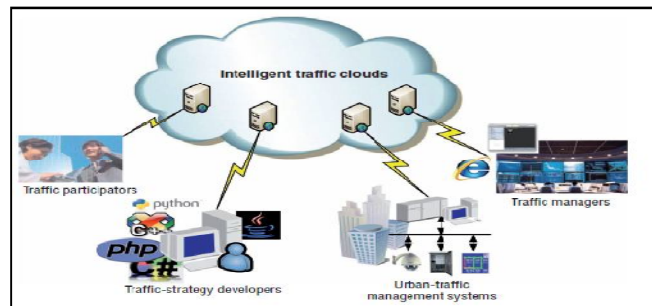 Intelligent traffic clouds
Traffic participators
Traffic managers
python
C++
php
C#
Traffic-strategy developers
Urban-traffic
management systems